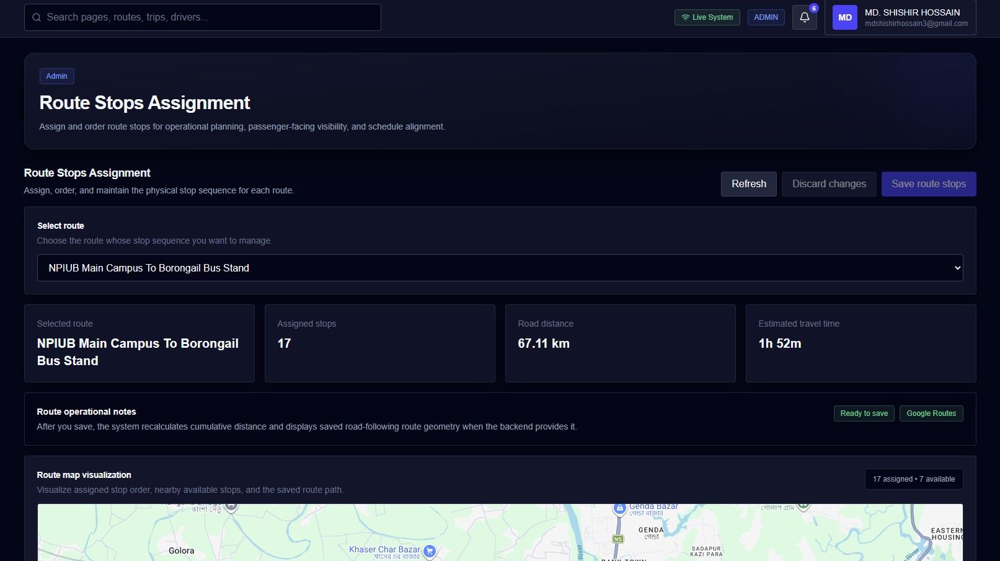 Search pages, routes, trips, drivers...
Live System
ADMIN
6
MD
MD. SHISHIR HOSSAIN
mdshishirhossain3@gmail.com
Admin
Route Stops Assignment
Assign and order route stops for operational planning, passenger-facing visibility, and schedule alignment.
Route Stops Assignment
Assign, order, and maintain the physical stop sequence for each route.
Refresh
Discard changes
Save route stops
Select route
Choose the route whose stop sequence you want to manage.
NPIUB Main Campus To Borongail Bus Stand
Selected route
NPIUB Main Campus To Borongail
Bus Stand
Assigned stops
17
Road distance
67.11 km
Estimated travel time
1h 52m
Route operational notes
After you save, the system recalculates cumulative distance and displays saved road-following route geometry when the backend provides it.
Ready to save
Google Routes
Route map visualization
Visualize assigned stop order, nearby available stops, and the saved route path.
17 assigned • 7 available
কাংশা সেতু
Genda Bazar
গেন্ডা বাজার
গোলাপ গ্রাম
GENDA
গেন্ডা
N5
EASTERN
HOUSING
Golora
Khaser Char Bazar
খাসের চর বাজার
SADAPUR
KAZI PARA
River
River
BANK TOWN